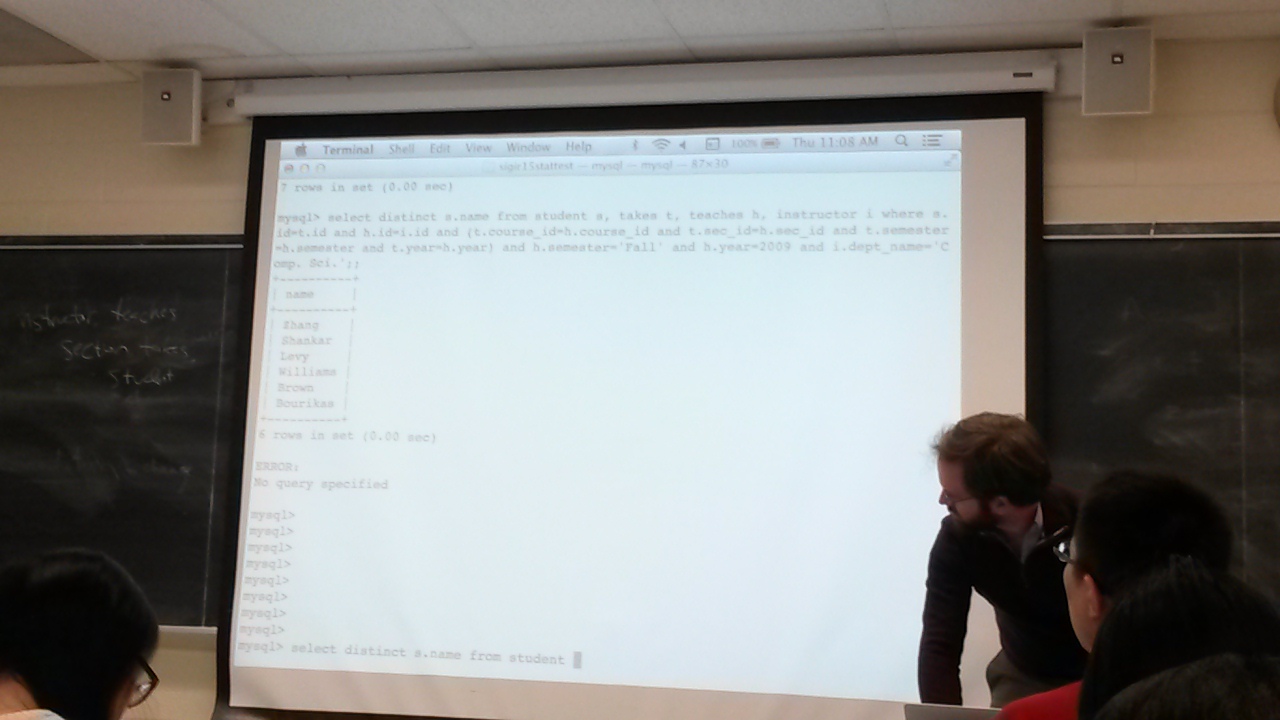 Terminal Shell Edit View Window Help 100% Thu 11:08 AM
sigir15stattest — mysql — mysql — 87×30
7 rows in set (0.00 sec)
mysql> select distinct s.name from student s, takes t, teaches h, instructor i where s.
id=t.id and h.id=i.id and (t.course_id=h.course_id and t.sec_id=h.sec_id and t.semester
=h.semester and t.year=h.year) and h.semester='Fall' and h.year=2009 and i.dept_name='C
omp. Sci.';;
+----------+
| name |
+----------+
| Zhang |
| Shankar |
| Levy |
| Williams |
| Brown |
| Bourikas |
+----------+
6 rows in set (0.00 sec)
ERROR:
No query specified
mysql>
mysql>
mysql>
mysql>
mysql>
mysql>
mysql>
mysql>
mysql> select distinct s.name from student
instructor teaches
section takes
student